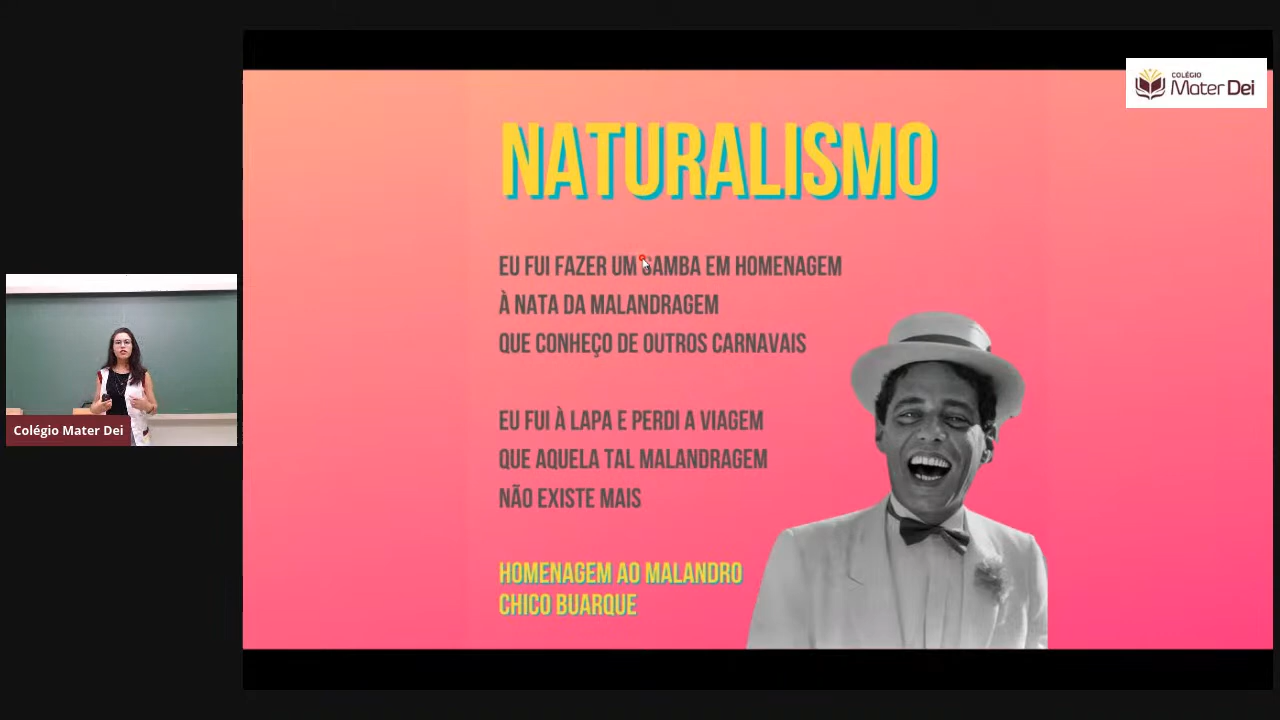 COLÉGIO
Mater Dei
NATURALISMO
EU FUI FAZER UM SAMBA EM HOMENAGEM
À NATA DA MALANDRAGEM
QUE CONHEÇO DE OUTROS CARNAVAIS
EU FUI À LAPA E PERDI A VIAGEM
QUE AQUELA TAL MALANDRAGEM
NÃO EXISTE MAIS
HOMENAGEM AO MALANDRO
CHICO BUARQUE
Colégio Mater Dei